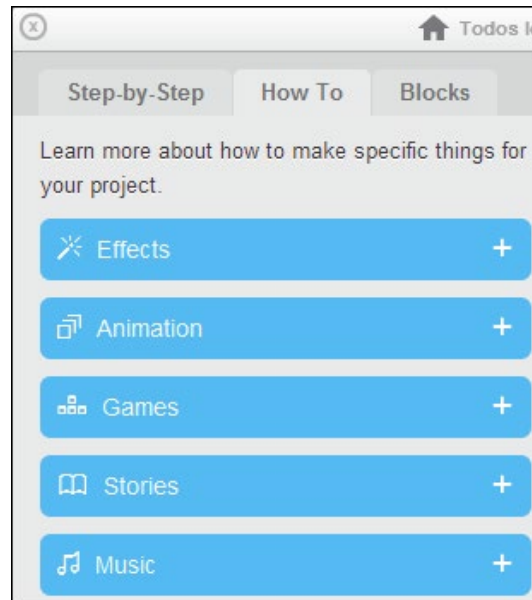 Todos
Step-by-Step How To Blocks
Learn more about how to make specific things for
your project.
Effects
Animation
Games
Stories
Music